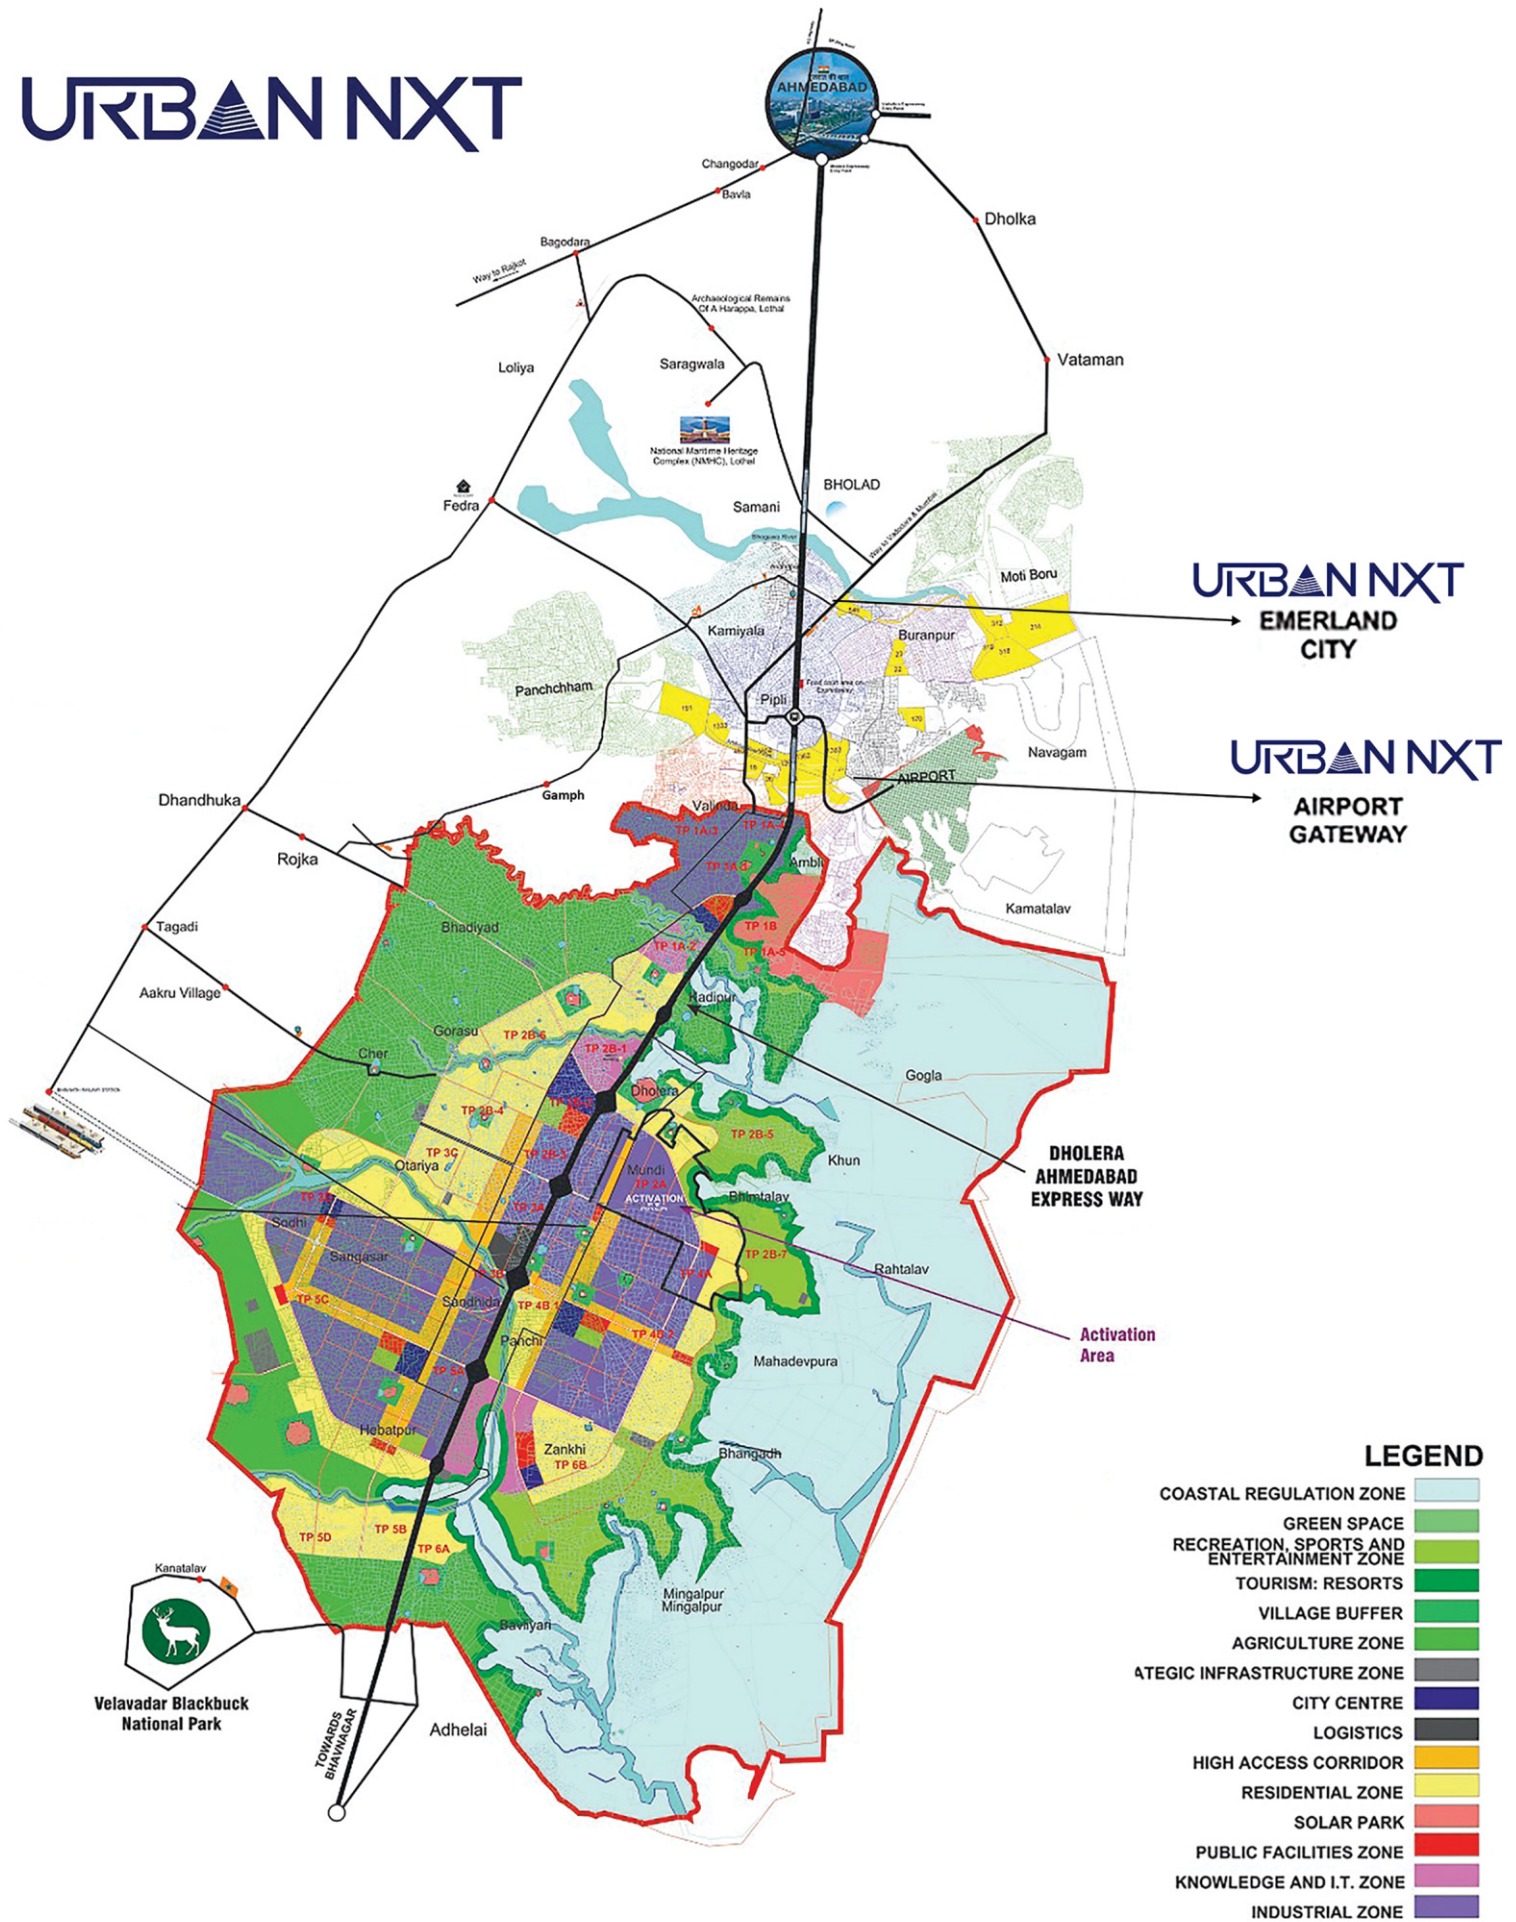 URBAN NXT
AHMEDABAD
Changodar
Bavla
Bagodara
Way to Rajkot
Dholka
Vataman
Archaeological Remains
Of A Harappa, Lothal
Loliya
Saragwala
National Maritime Heritage
Complex (NMHC), Lothal
Fedra
BHOLAD
Samani
Way to Vadodara & Mumbai
Moti Boru
URBAN NXT
EMERLAND
CITY
Kamiyala
Buranpur
312
314
318
Panchchham
Pipli
Navagam
URBAN NXT
AIRPORT
GATEWAY
AIRPORT
Gamph
Dhandhuka
Rojka
Valinda
TP 1A-3
Kamatalav
TP 1B
TP 1A-2
TP 1A-5
Bhadiyad
Tagadi
Aakru Village
Kadipur
Gorasu
TP 2B-6
TP 2B-1
Cher
Gogla
Dholera
TP 2B-4
TP 2B-5
DHOLERA
AHMEDABAD
EXPRESS WAY
TP 3C
TP 2B-3
Otariya
Mundi
TP 2A
Khun
ACTIVATION
Bhimtalav
Sodhi
Sangasar
TP 2B-7
Rahtalav
TP 4A
TP 5C
Sandhida
TP 4B 1
TP 4B-2
Panchi
Activation
Area
Mahadevpura
TP 5A
Hebatpur
Zankhi
TP 6B
Bhangadh
TP 5D
TP 5B
TP 6A
Kanatalav
Mingalpur
Mingalpur
Bavliyari
Velavadar Blackbuck
National Park
Adhelai
TOWARDS
BHAVNAGAR
LEGEND
COASTAL REGULATION ZONE
GREEN SPACE
RECREATION, SPORTS AND
ENTERTAINMENT ZONE
TOURISM: RESORTS
VILLAGE BUFFER
AGRICULTURE ZONE
ATEGIC INFRASTRUCTURE ZONE
CITY CENTRE
LOGISTICS
HIGH ACCESS CORRIDOR
RESIDENTIAL ZONE
SOLAR PARK
PUBLIC FACILITIES ZONE
KNOWLEDGE AND I.T. ZONE
INDUSTRIAL ZONE